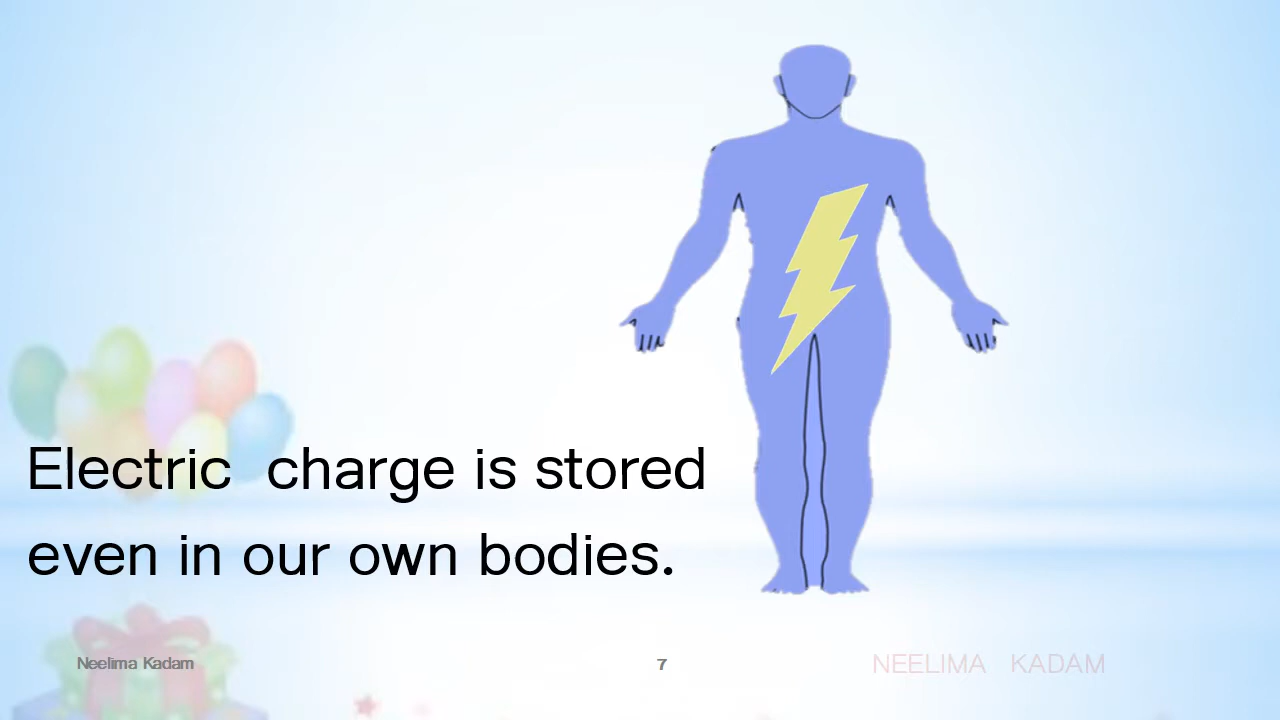 Electric  charge is stored
even in our own bodies.
Neelima Kadam
7
NEELIMA  KADAM